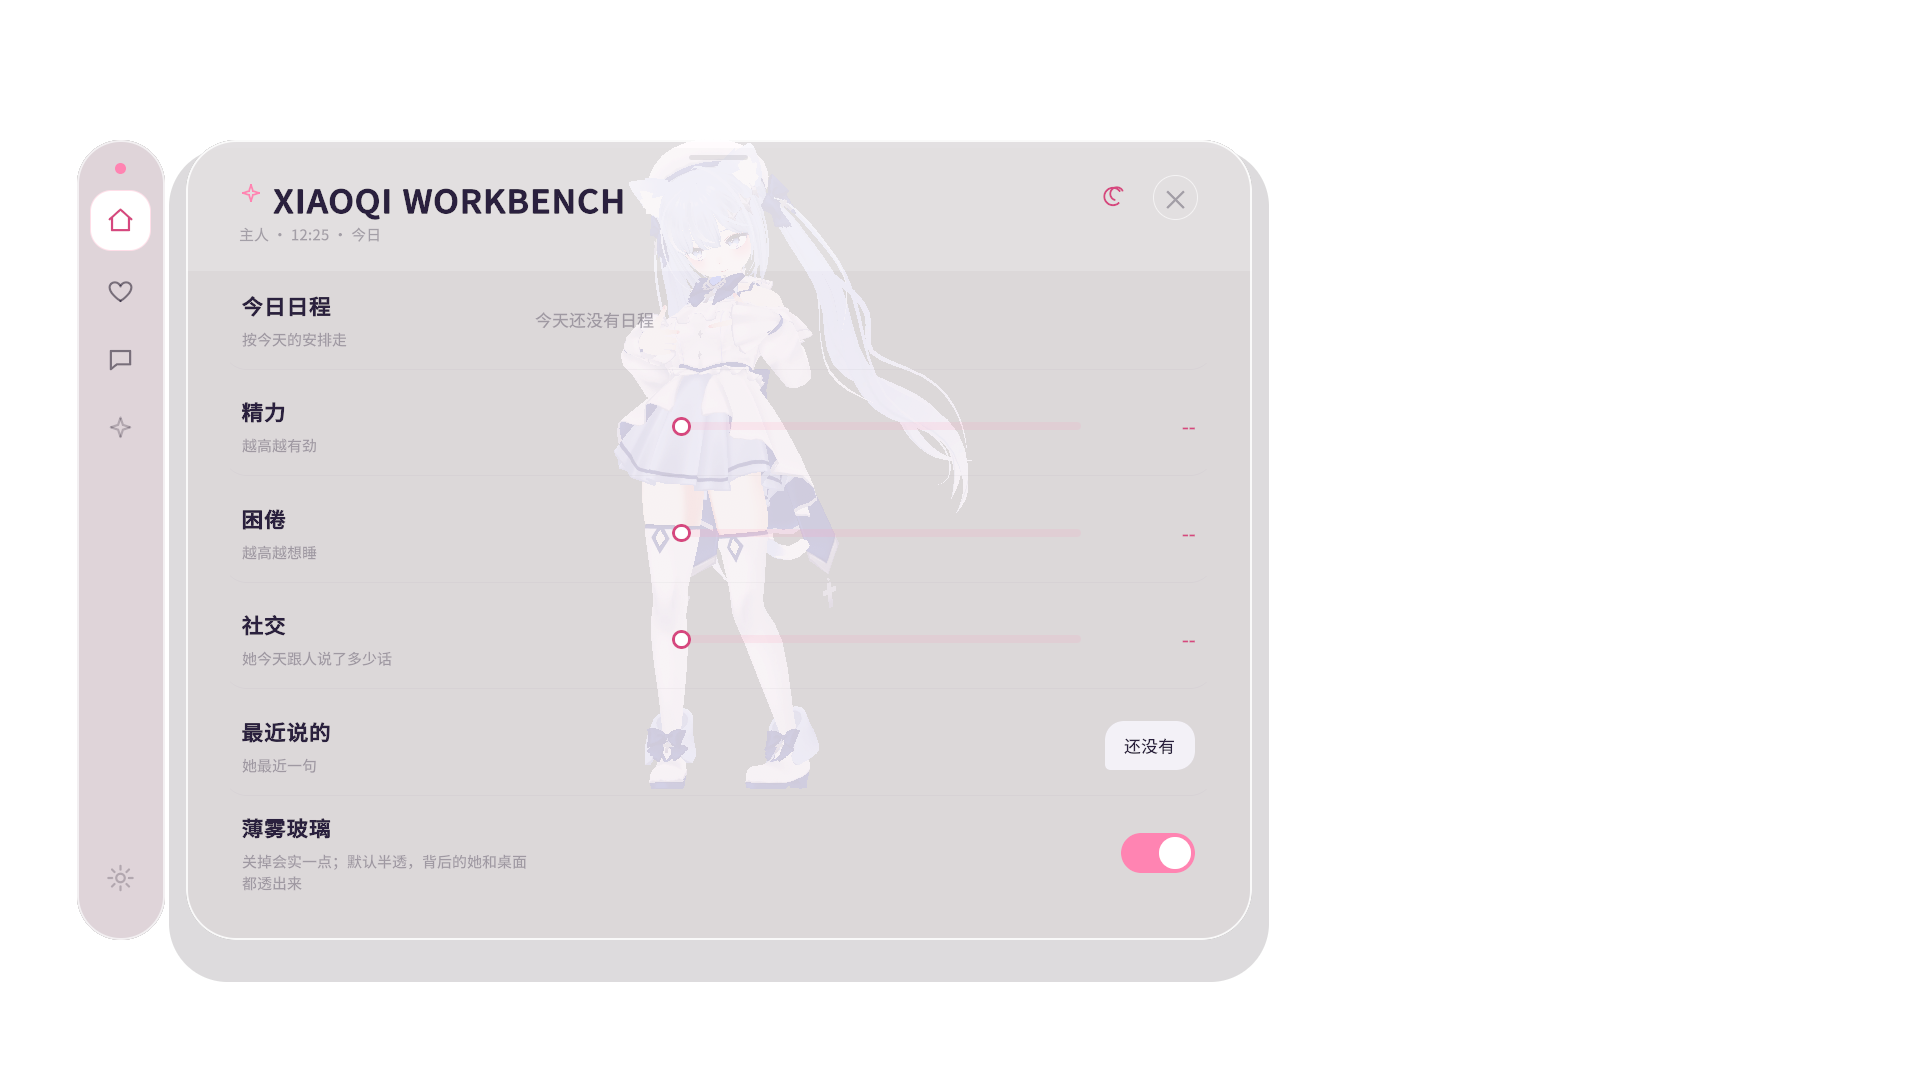 XIAOQI WORKBENCH
主人 · 12:25 · 今日
今日日程
按今天的安排走
今天还没有日程
精力
越高越有劲
--
困倦
越高越想睡
--
社交
她今天跟人说了多少话
--
最近说的
她最近一句
还没有
薄雾玻璃
关掉会实一点；默认半透，背后的她和桌面
都透出来